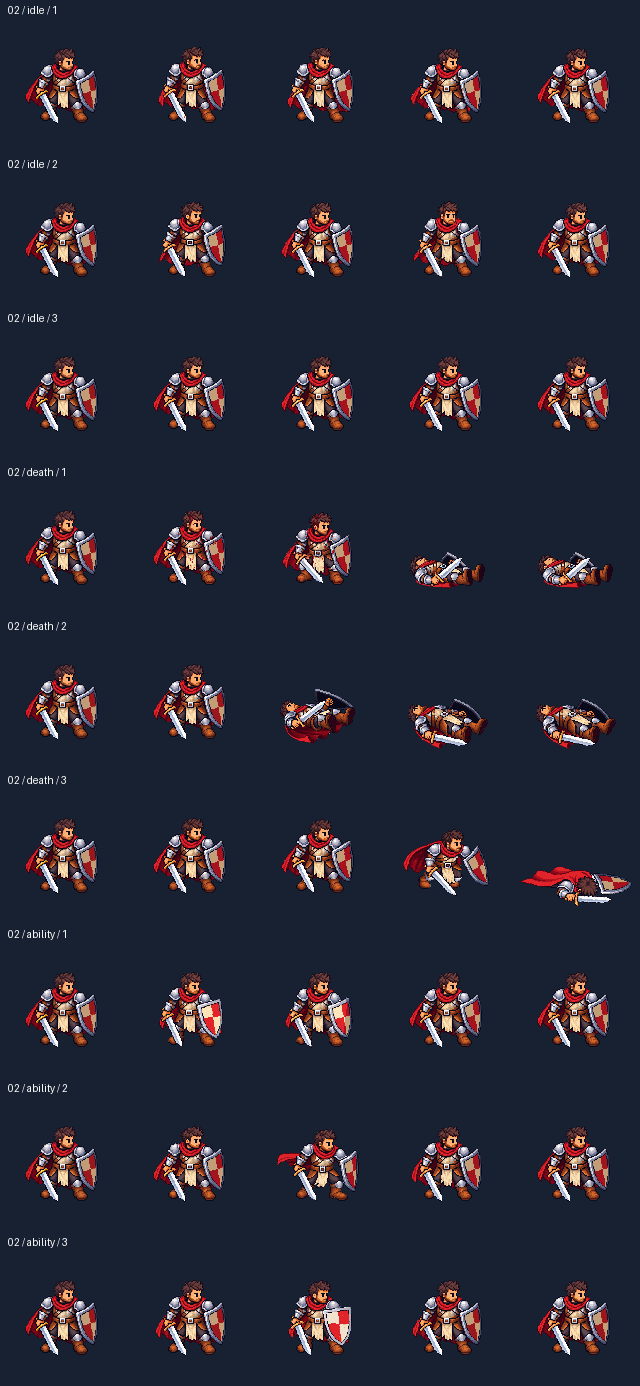 02 / idle / 1
02 / idle / 2
02 / idle / 3
02 / death / 1
02 / death / 2
02 / death / 3
02 / ability / 1
02 / ability / 2
02 / ability / 3